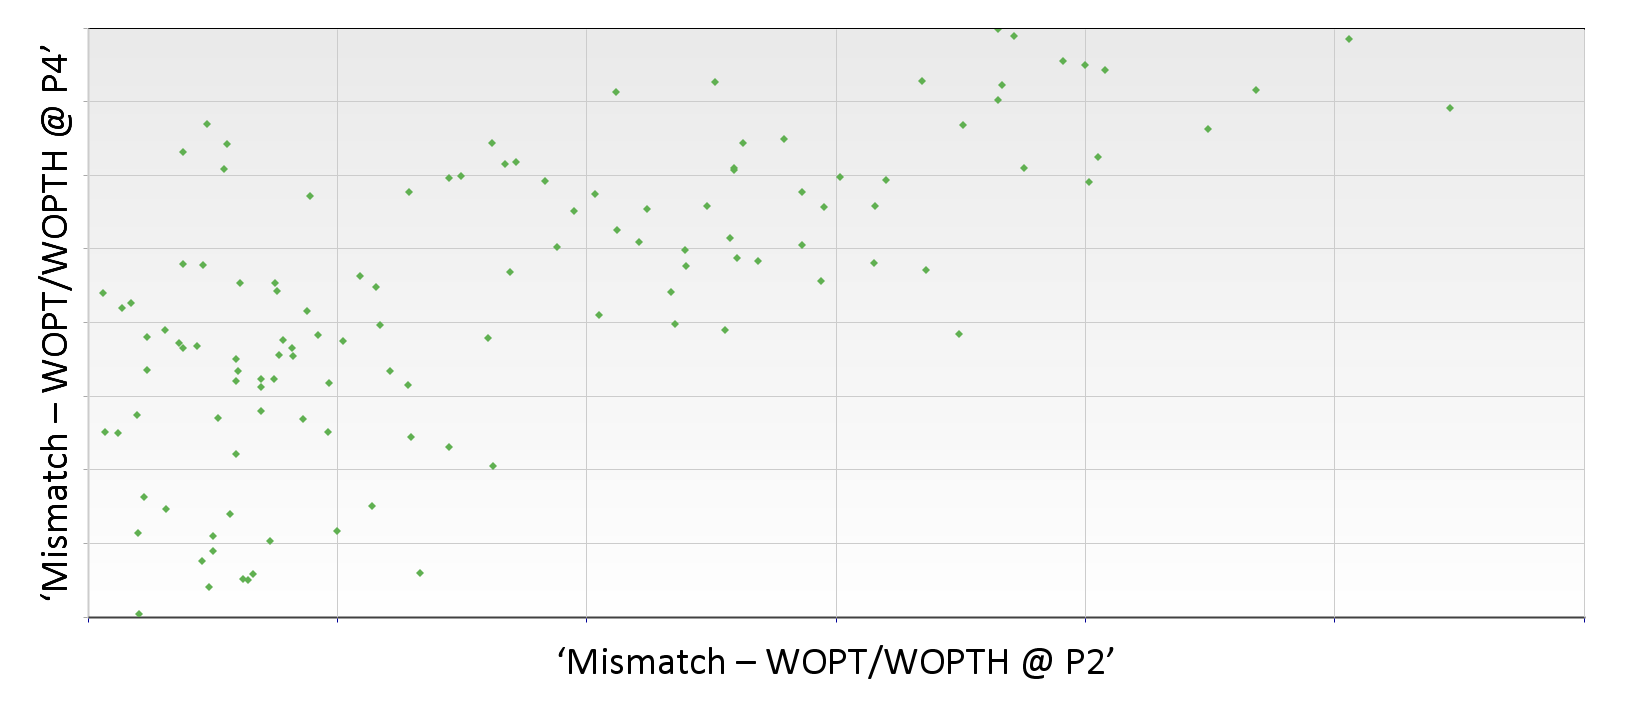 ‘Mismatch – WOPT/WOPTH @ P4’
‘Mismatch – WOPT/WOPTH @ P2’